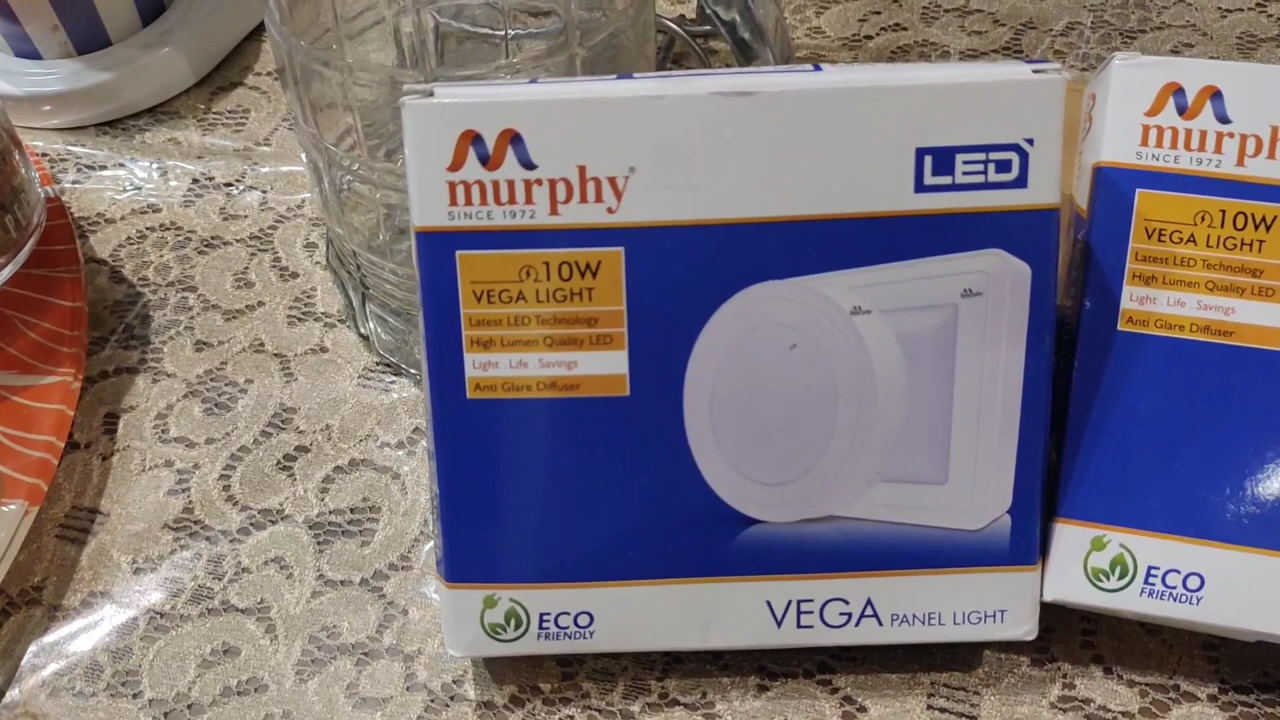 murphy
SINCE 1972
LED
10W
VEGA LIGHT
Latest LED Technology
High Lumen Quality LED
Light . Life . Savings
Anti Glare Diffuser
murphy
murphy
ECO
FRIENDLY
VEGA PANEL LIGHT
murph
SINCE 1972
10W
VEGA LIGHT
Latest LED Technology
High Lumen Quality LED
Light . Life . Savings
Anti Glare Diffuser
ECO
FRIENDLY